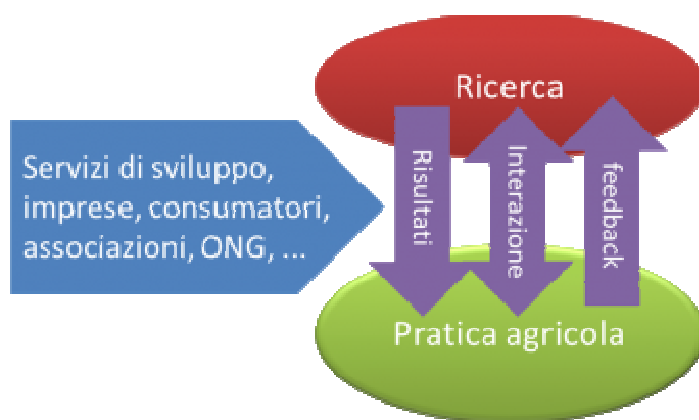 Ricerca
Servizi di sviluppo,
imprese, consumatori,
associazioni, ONG, ...
Risultati
Interazione
feedback
Pratica agricola